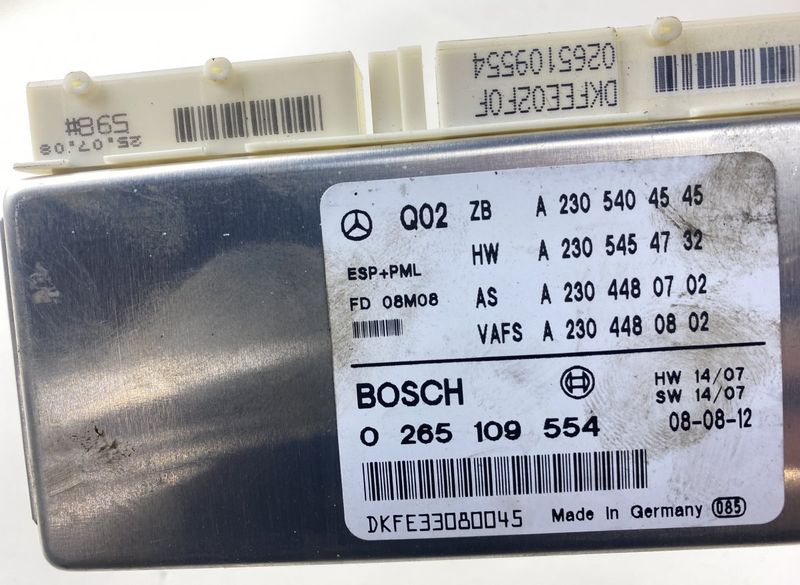 598#
25.07.08
DKFEE02F0F
0265109554
Q02 ZB A 230 540 45 45
HW A 230 545 47 32
ESP+PML
FD 08M08
AS A 230 448 07 02
VAFS A 230 448 08 02
BOSCH
HW 14/07
SW 14/07
0 265 109 554
08-08-12
DKFE33080045
Made in Germany 085